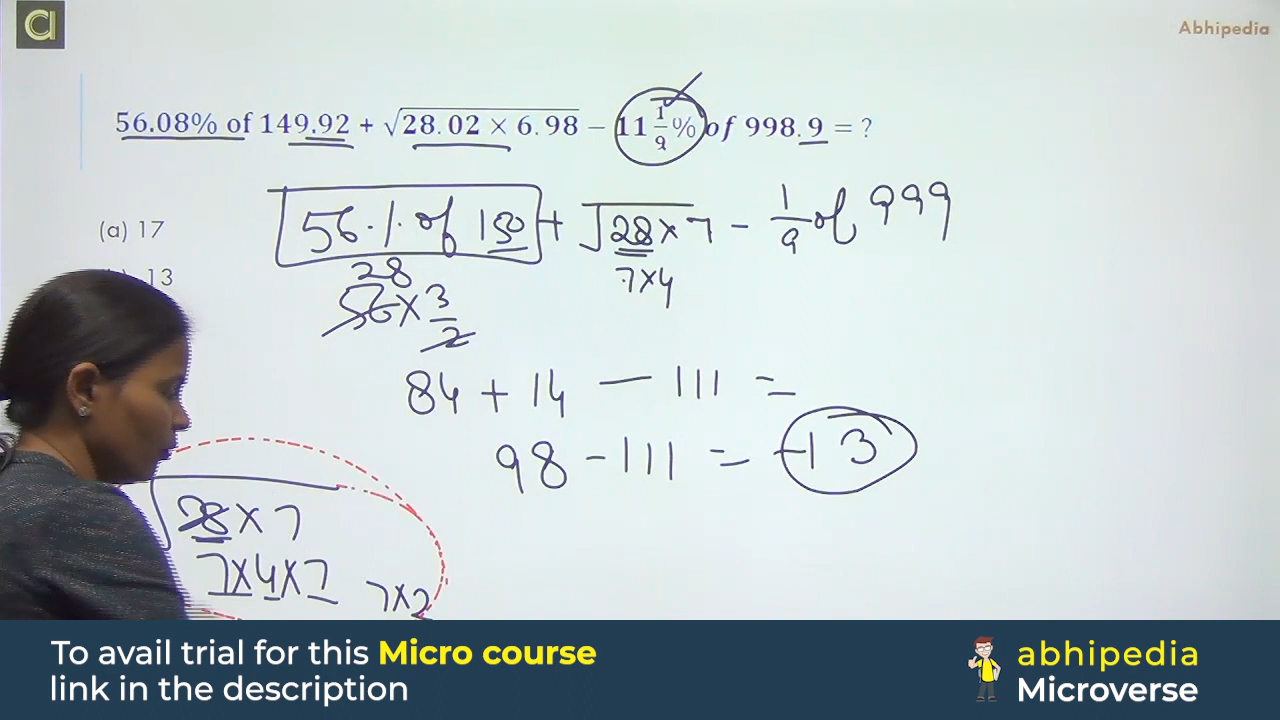 Abhipedia
56.08% of 149.92 + √28.02 × 6.98 − 11 1/9 % of 998.9 = ?
56% of 150 + √28×7 − 1/9 of 999
(a) 17
28
7×4
13
56×3/2
84 + 14 − 111 =
98 − 111 = −13
28×7
7×4×7
7×2
To avail trial for this Micro course
link in the description
abhipedia
Microverse